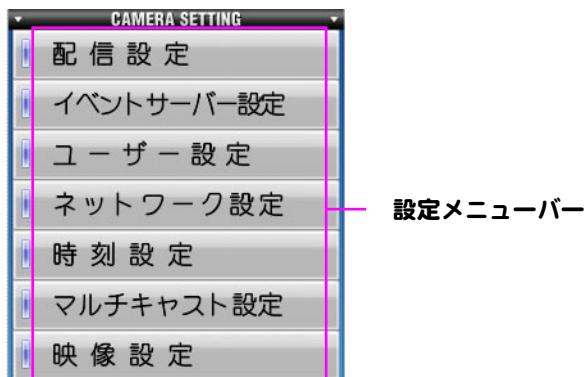 CAMERA SETTING
配信設定
イベントサーバー設定
ユーザー設定
ネットワーク設定
設定メニューバー
時刻設定
マルチキャスト設定
映像設定